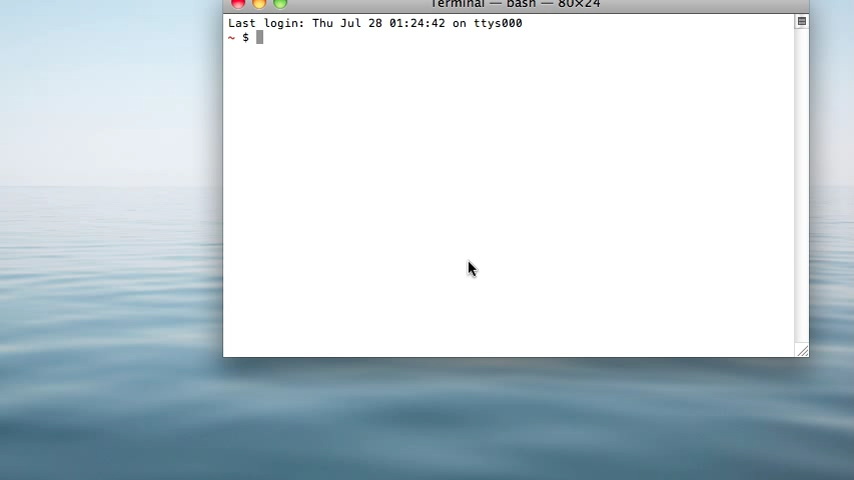 Terminal — bash — 80×24
Last login: Thu Jul 28 01:24:42 on ttys000
~ $